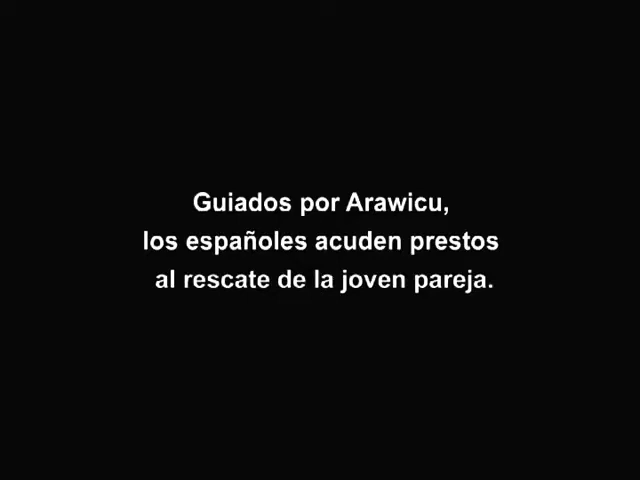 Guiados por Arawicu,
los españoles acuden prestos
al rescate de la joven pareja.